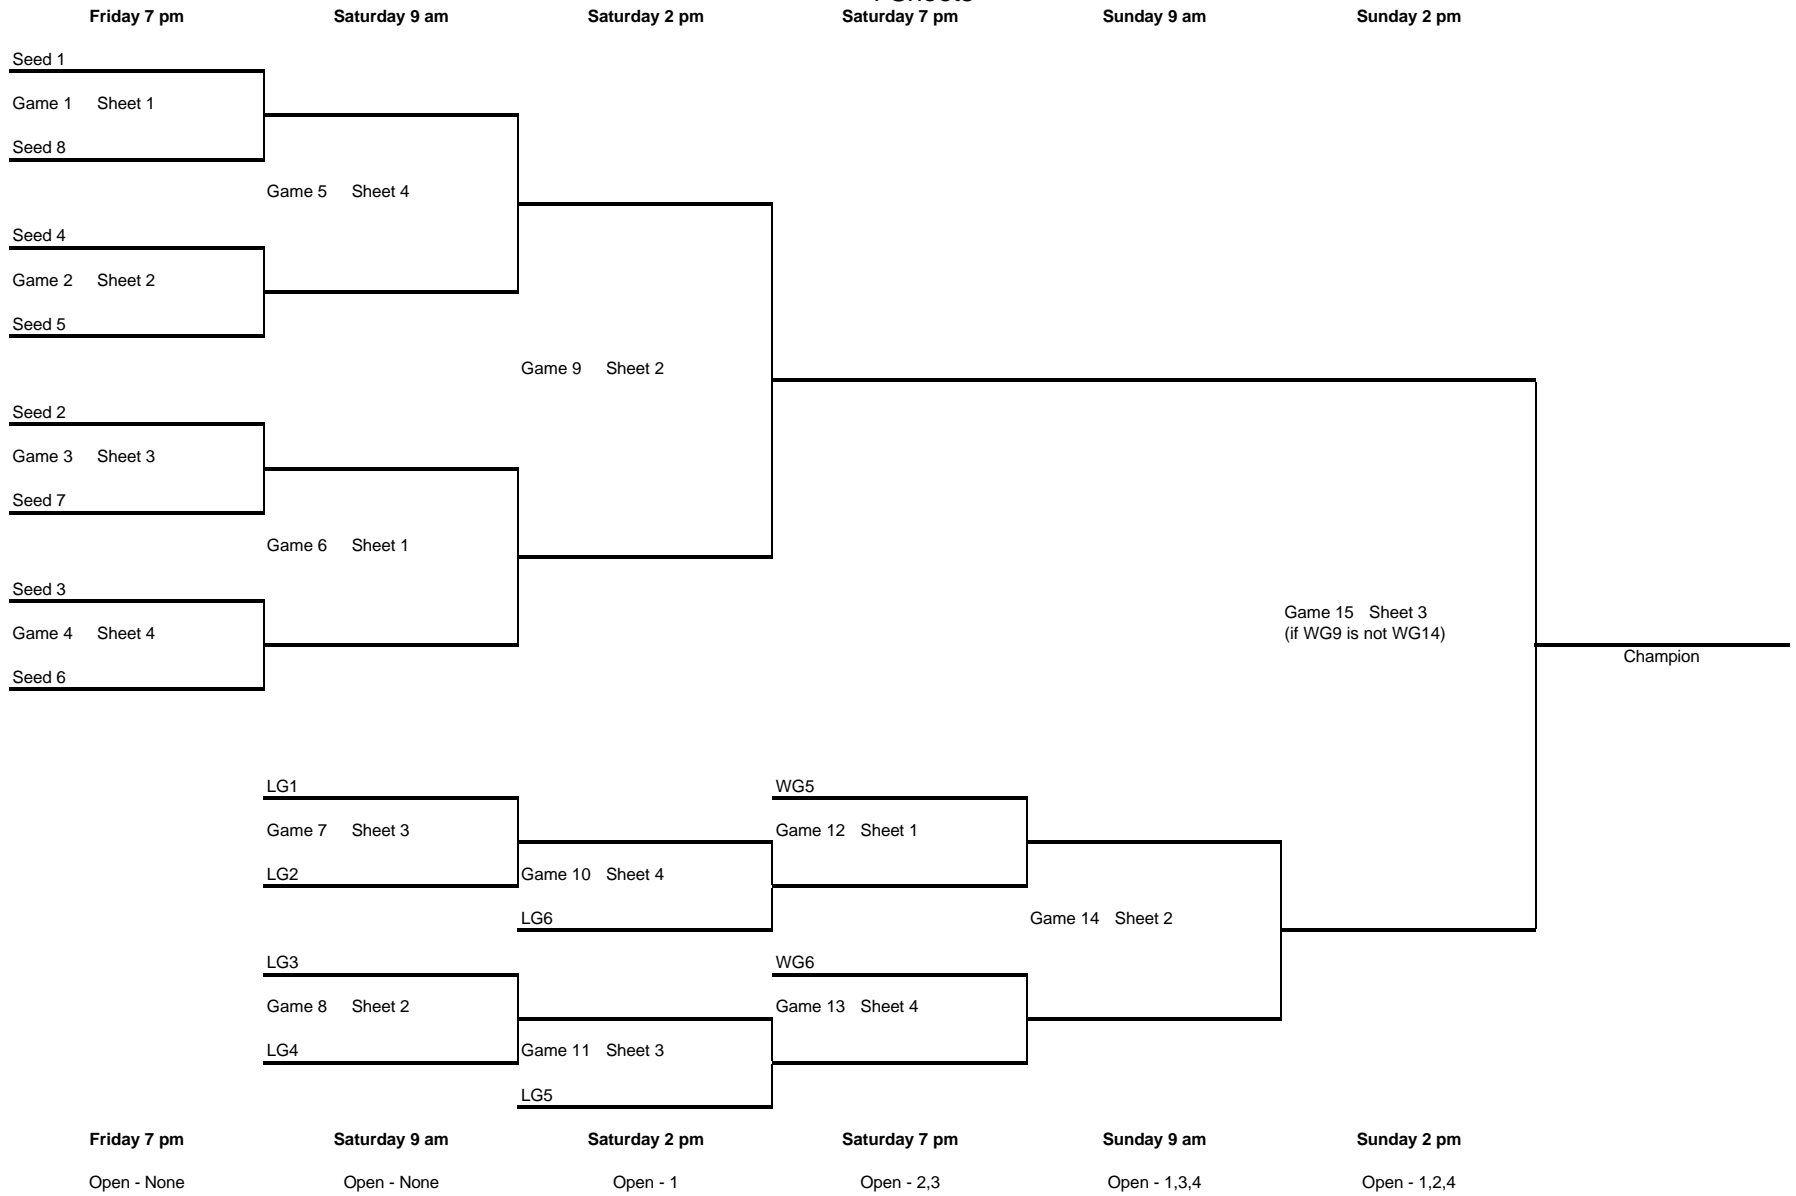 Sheets
Friday 7 pm Saturday 9 am Saturday 2 pm Saturday 7 pm Sunday 9 am Sunday 2 pm
Seed 1
Game 1 Sheet 1
Seed 8
Game 5 Sheet 4
Seed 4
Game 2 Sheet 2
Seed 5
Game 9 Sheet 2
Seed 2
Game 3 Sheet 3
Seed 7
Game 6 Sheet 1
Seed 3
Game 4 Sheet 4
Seed 6
Game 15 Sheet 3
(if WG9 is not WG14)
Champion
LG1 WG5
Game 7 Sheet 3 Game 12 Sheet 1
LG2 Game 10 Sheet 4
LG6 Game 14 Sheet 2
LG3 WG6
Game 8 Sheet 2 Game 13 Sheet 4
LG4 Game 11 Sheet 3
LG5
Friday 7 pm Saturday 9 am Saturday 2 pm Saturday 7 pm Sunday 9 am Sunday 2 pm
Open - None Open - None Open - 1 Open - 2,3 Open - 1,3,4 Open - 1,2,4